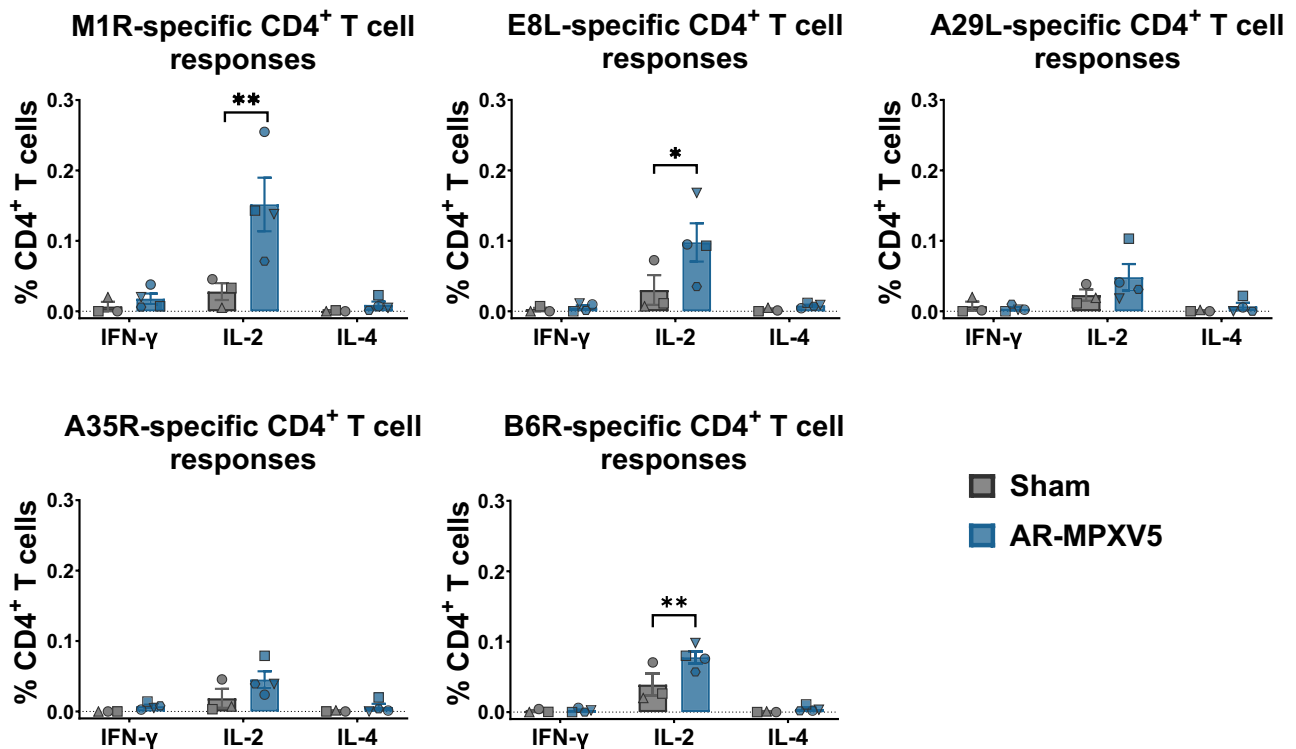 M1R-specific CD4⁺ T cell
responses
% CD4⁺ T cells
0.3
0.2
0.1
0.0
**
IFN-γ IL-2 IL-4
E8L-specific CD4⁺ T cell
responses
% CD4⁺ T cells
0.3
0.2
0.1
0.0
*
IFN-γ IL-2 IL-4
A29L-specific CD4⁺ T cell
responses
% CD4⁺ T cells
0.3
0.2
0.1
0.0
IFN-γ IL-2 IL-4
A35R-specific CD4⁺ T cell
responses
% CD4⁺ T cells
0.3
0.2
0.1
0.0
IFN-γ IL-2 IL-4
B6R-specific CD4⁺ T cell
responses
% CD4⁺ T cells
0.3
0.2
0.1
0.0
**
IFN-γ IL-2 IL-4
Sham
AR-MPXV5